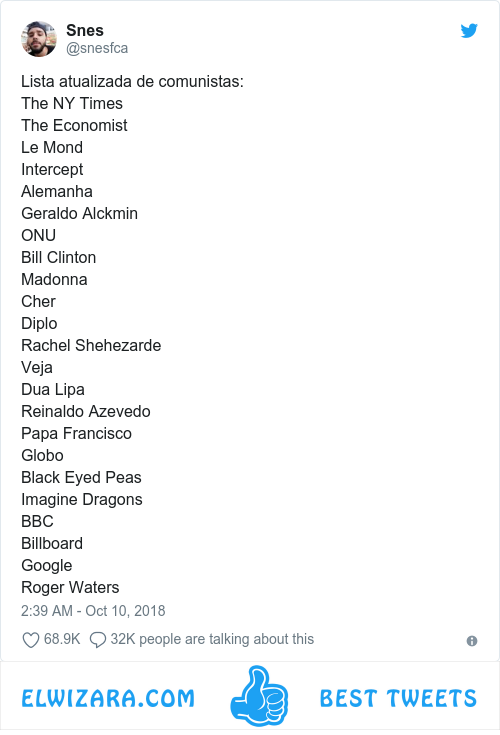 Snes
@snesfca
Lista atualizada de comunistas:
The NY Times
The Economist
Le Mond
Intercept
Alemanha
Geraldo Alckmin
ONU
Bill Clinton
Madonna
Cher
Diplo
Rachel Shehezarde
Veja
Dua Lipa
Reinaldo Azevedo
Papa Francisco
Globo
Black Eyed Peas
Imagine Dragons
BBC
Billboard
Google
Roger Waters
2:39 AM - Oct 10, 2018
68.9K 32K people are talking about this
ELWIZARA.COM BEST TWEETS